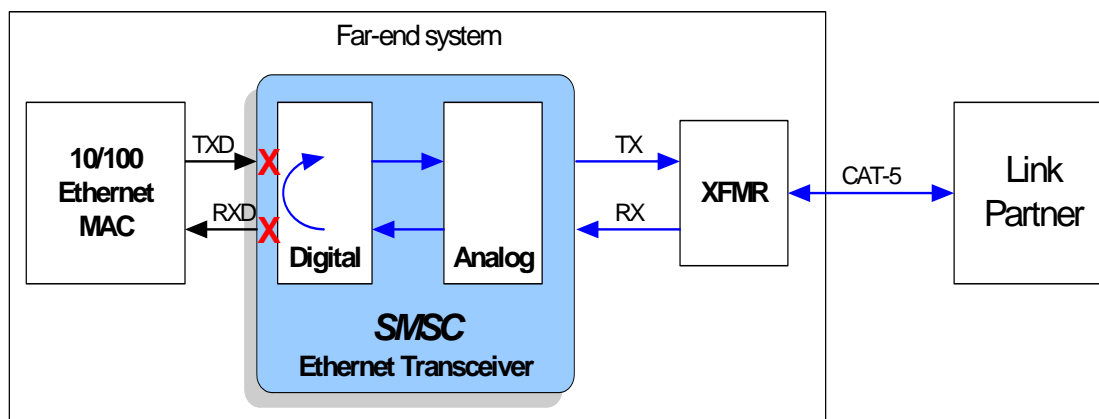 Far-end system
10/100
Ethernet
MAC
TXD
RXD
X
X
Digital
Analog
SMSC
Ethernet Transceiver
TX
RX
XFMR
CAT-5
Link
Partner